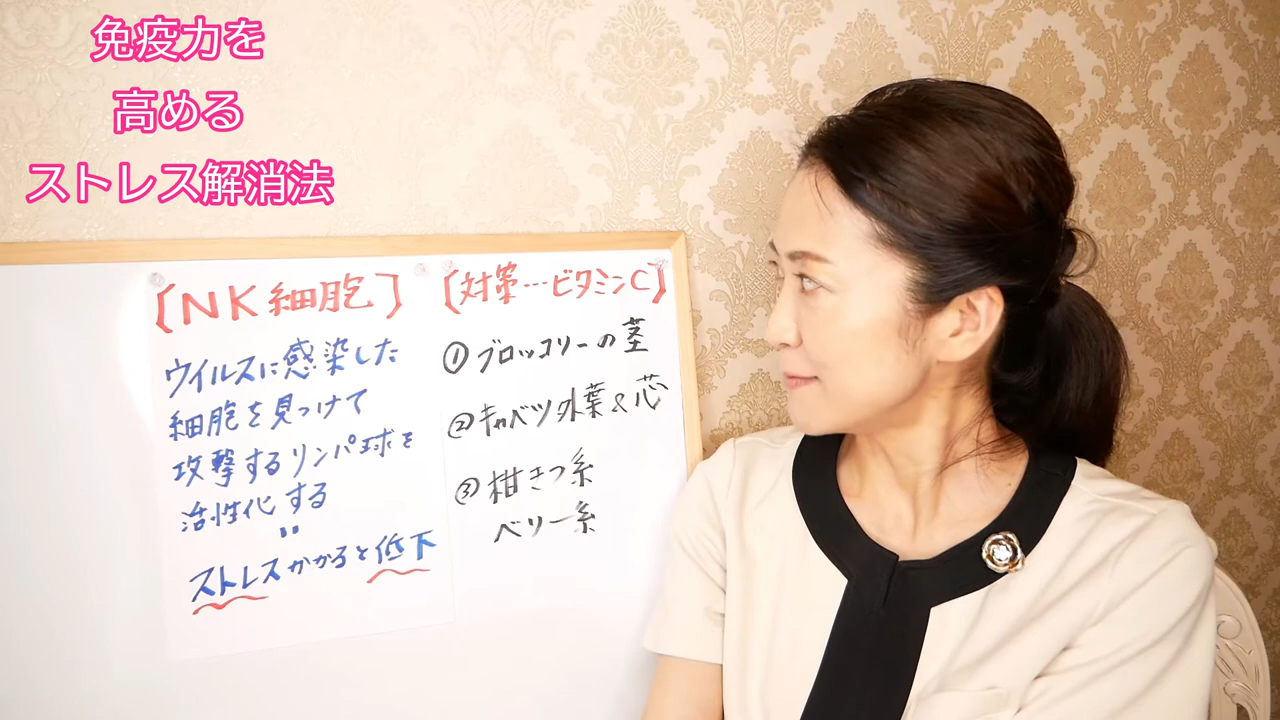 免疫力を
高める
ストレス解消法
〔NK細胞〕
ウイルスに感染した
細胞を見つけて
攻撃するリンパ球を
活性化する
"
ストレスかかると低下
〔対策…ビタミンC〕
①ブロッコリーの茎
②キャベツ外葉&芯
③柑きつ系
ベリー系